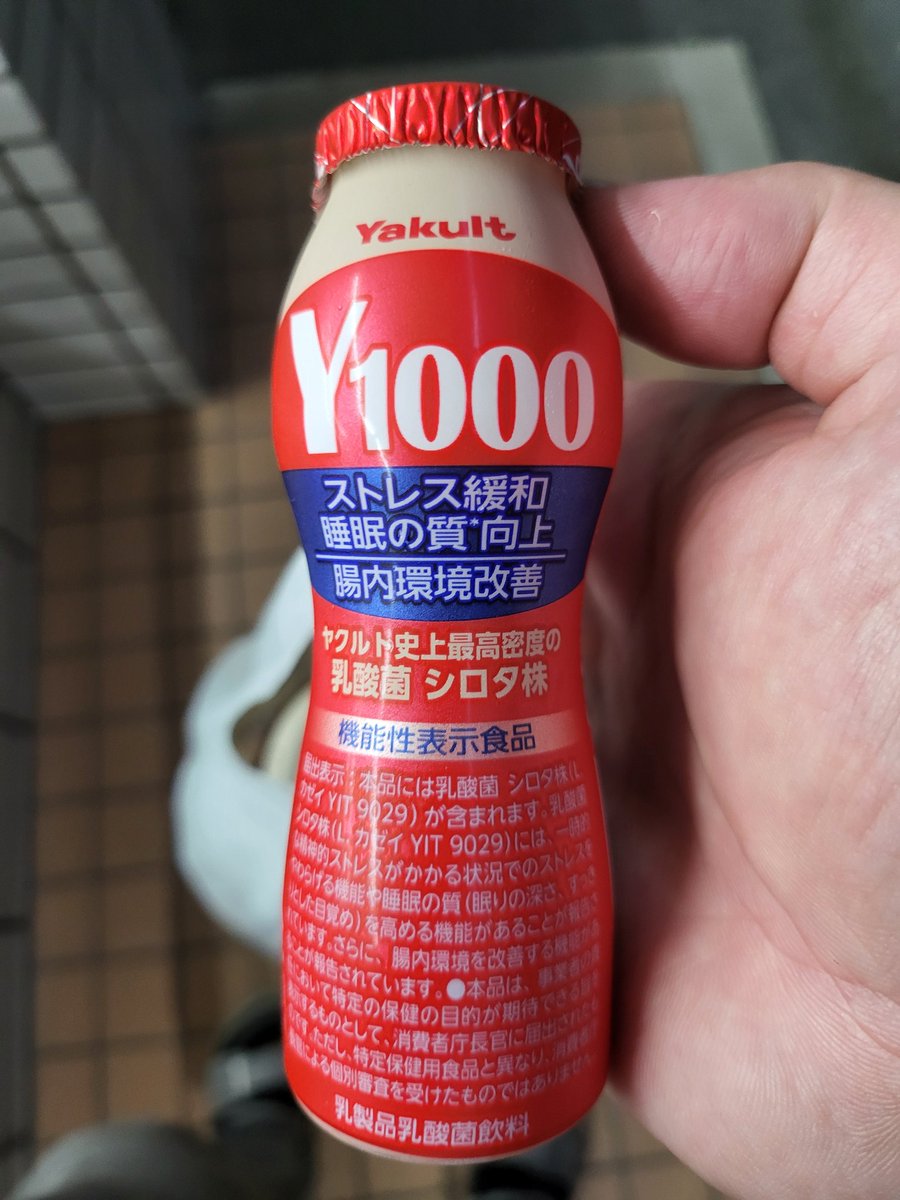 Yakult
Y1000
ストレス緩和
睡眠の質*向上
腸内環境改善
ヤクルト史上最高密度の
乳酸菌 シロタ株
機能性表示食品
届出表示:本品には乳酸菌 シロタ株(L.
カゼイ YIT 9029)が含まれます。乳酸菌
シロタ株(L. カゼイ YIT 9029)には、一時的
な精神的ストレスがかかる状況でのストレスを
やわらげる機能や睡眠の質(眠りの深さ、すっき
りとした目覚め)を高める機能があることが報告さ
れています。さらに、腸内環境を改善する機能があ
ることが報告されています。●本品は、事業者の
において特定の保健の目的が期待できる
示するものとして、消費者庁長官に届出されたも
のです。ただし、特定保健用食品と異なり、消費者庁
長官による個別審査を受けたものではありません。
乳製品乳酸菌飲料